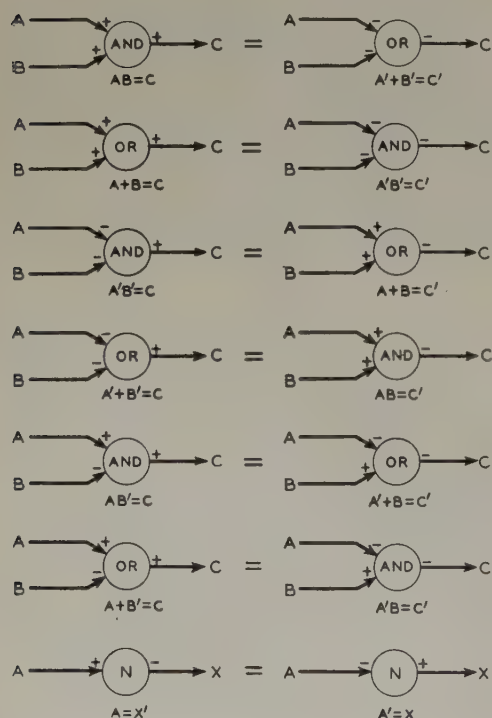 A + AND + C = A - OR - C
B + B -
AB=C A'+B'=C'
A + OR + C = A - AND - C
B + B -
A+B=C A'B'=C'
A - AND + C = A + OR - C
B - B +
A'B'=C A+B=C'
A - OR + C = A + AND - C
B - B +
A'+B'=C AB=C'
A + AND + C = A - OR - C
B - B +
AB'=C A'+B=C'
A + OR + C = A - AND - C
B - B +
A+B'=C A'B=C'
A + N - X = A - N + X
A=X' A'=X